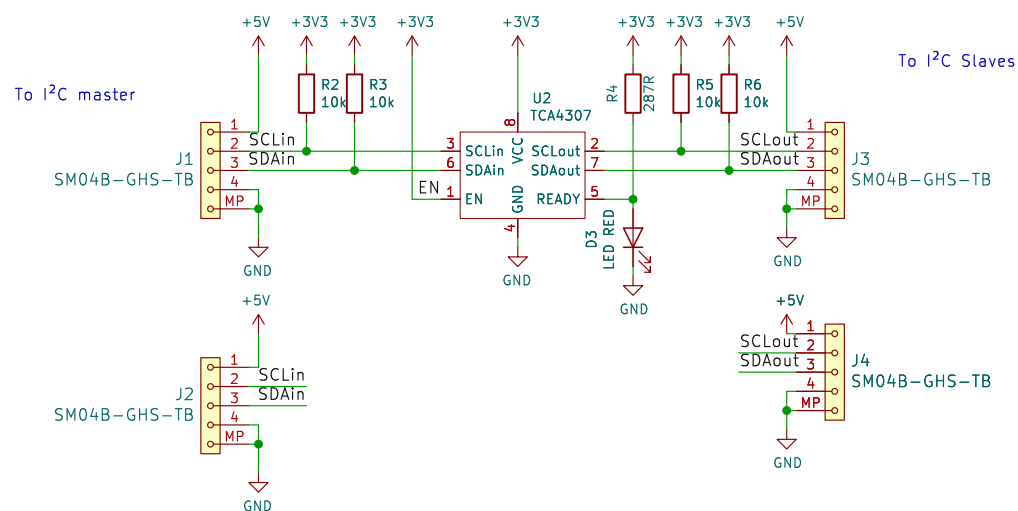 +5V +3V3 +3V3 +3V3 +3V3 +3V3 +3V3 +3V3 +5V
To I²C master
To I²C Slaves
R2 10k
R3 10k
R4 287R
R5 10k
R6 10k
U2
TCA4307
J1
SM04B-GHS-TB
1
2 SCLin
3 SDAin
4
MP
GND
8 VCC
3 SCLin SCLout 2
6 SDAin SDAout 7
EN 1 EN READY 5
GND 4
GND
D3
LED RED
GND
J3
SM04B-GHS-TB
1
SCLout 2
SDAout 3
4
MP
GND
+5V
J2
SM04B-GHS-TB
1
2 SCLin
3 SDAin
4
MP
GND
+5V
J4
SM04B-GHS-TB
1
SCLout 2
SDAout 3
4
MP
GND